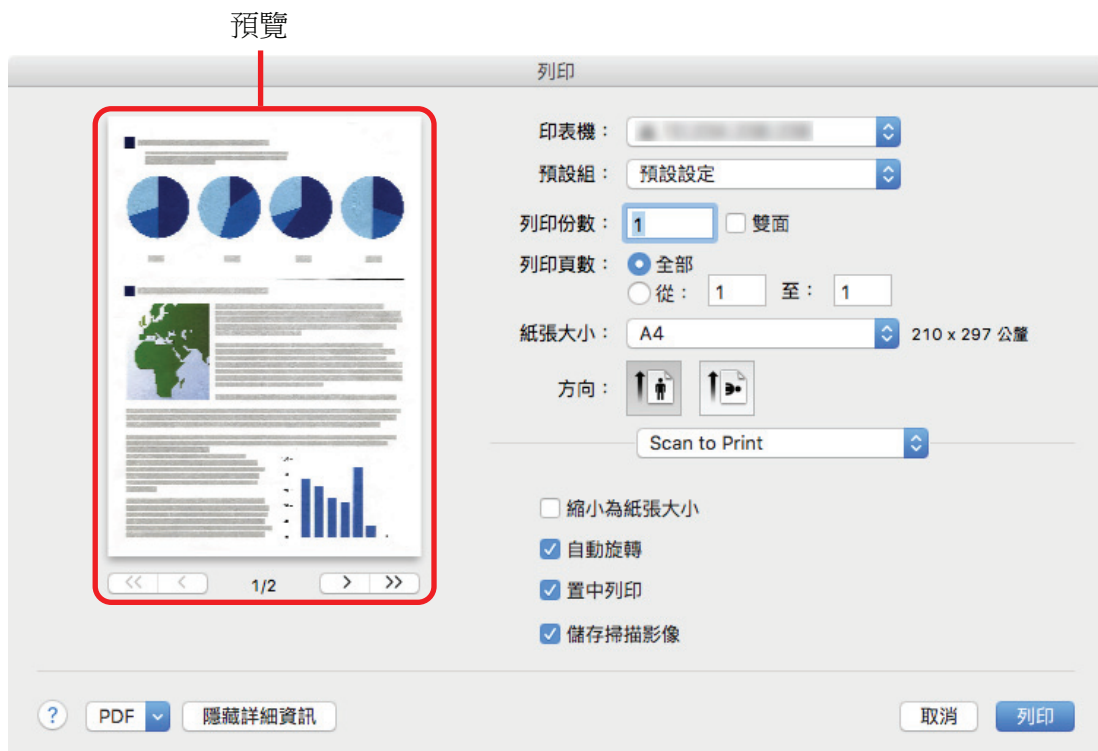 預覽
列印
印表機：
預設組： 預設設定
列印份數： 1 雙面
列印頁數： 全部
從： 1 至： 1
紙張大小： A4 210 x 297 公釐
方向：
Scan to Print
縮小為紙張大小
自動旋轉
置中列印
儲存掃描影像
<< < 1/2 > >>
? PDF 隱藏詳細資訊 取消 列印